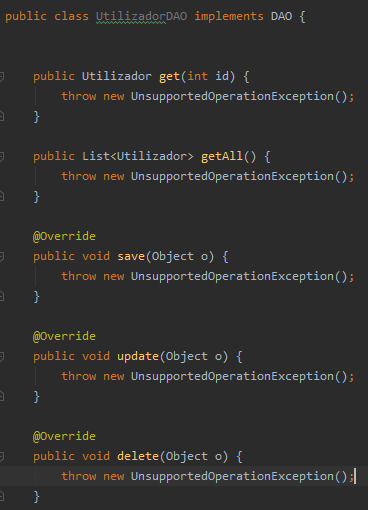 public class UtilizadorDAO implements DAO {
public Utilizador get(int id) {
throw new UnsupportedOperationException();
}
public List<Utilizador> getAll() {
throw new UnsupportedOperationException();
}
@Override
public void save(Object o) {
throw new UnsupportedOperationException();
}
@Override
public void update(Object o) {
throw new UnsupportedOperationException();
}
@Override
public void delete(Object o) {
throw new UnsupportedOperationException();
}